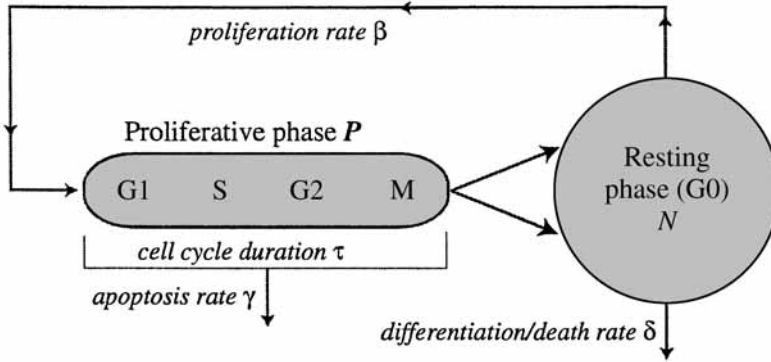 proliferation rate β
Proliferative phase P
G1 S G2 M
Resting
phase (G0)
N
cell cycle duration τ
apoptosis rate γ
differentiation/death rate δ